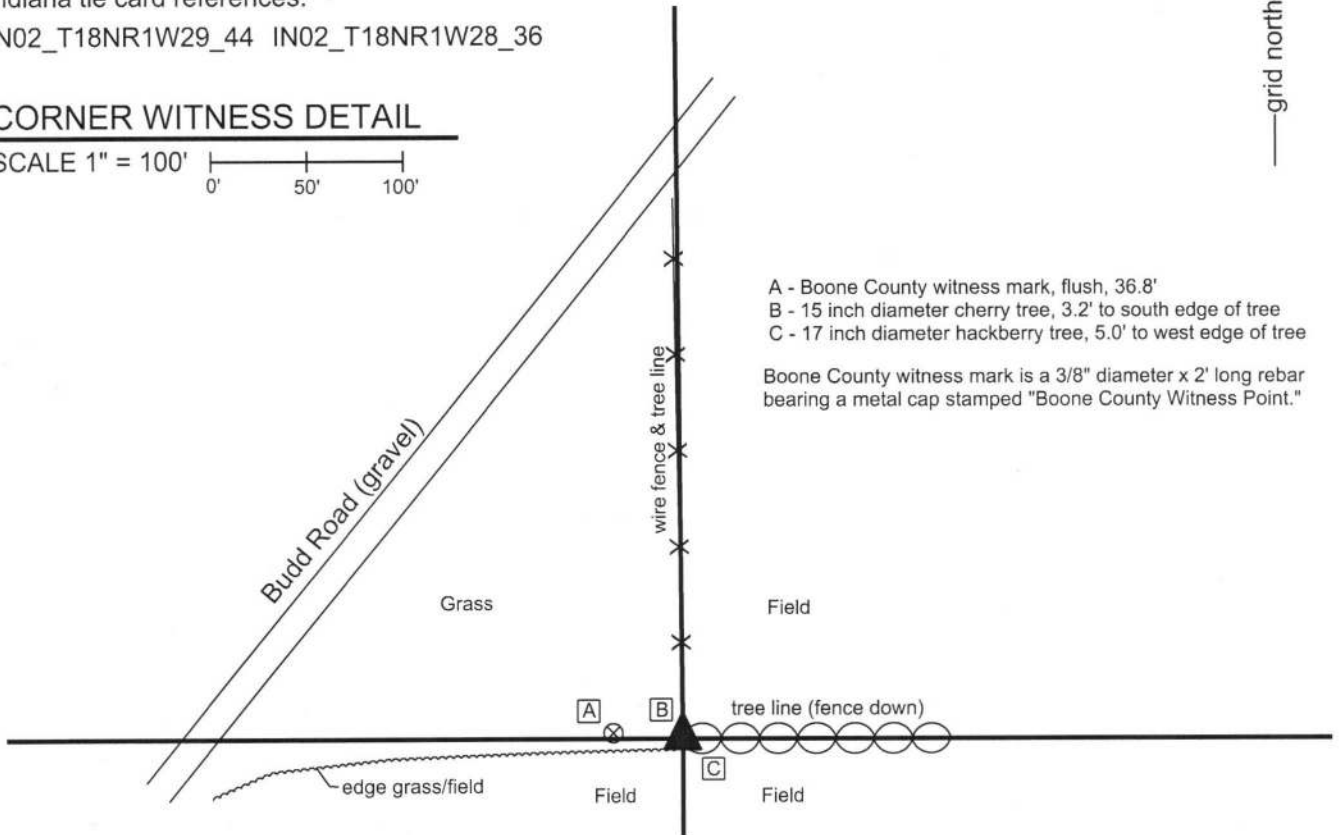 tie card references:
IN02_T18NR1W28_36
CORNER WITNESS DETAIL
SCALE 1" = 100'
0' 50' 100'
grid north
A - Boone County witness mark, flush, 36.8'
B - 15 inch diameter cherry tree, 3.2' to south edge of tree
C - 17 inch diameter hackberry tree, 5.0' to west edge of tree
Boone County witness mark is a 3/8" diameter x 2' long rebar
bearing a metal cap stamped "Boone County Witness Point."
wire fence & tree line
Budd Road (gravel)
Grass
Field
A
B
tree line (fence down)
C
edge grass/field
Field
Field